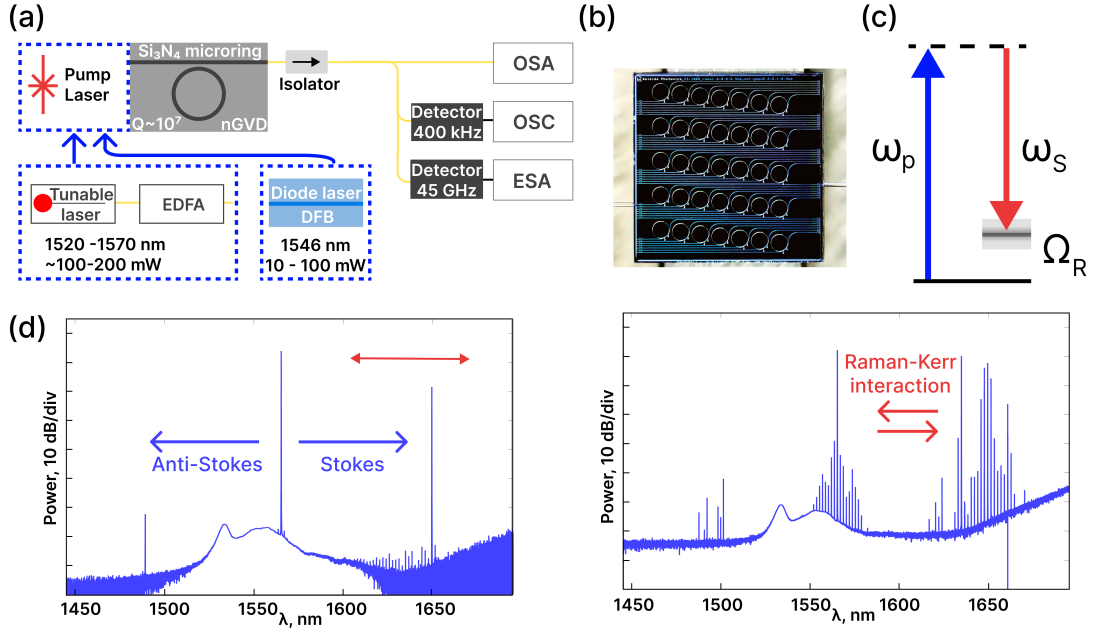 (a)
Si₃N₄ microring
Pump
Laser
Q~10⁷
nGVD
Isolator
OSA
Detector
400 kHz
OSC
Detector
45 GHz
ESA
Tunable
laser
EDFA
1520 -1570 nm
~100-200 mW
Diode laser
DFB
1546 nm
10 - 100 mW
(b)
(c)
ωp
ωS
ΩR
(d)
Power, 10 dB/div
Anti-Stokes
Stokes
1450
1500
1550
1600
1650
λ, nm
Power, 10 dB/div
Raman-Kerr
interaction
1450
1500
1550
1600
1650
λ, nm